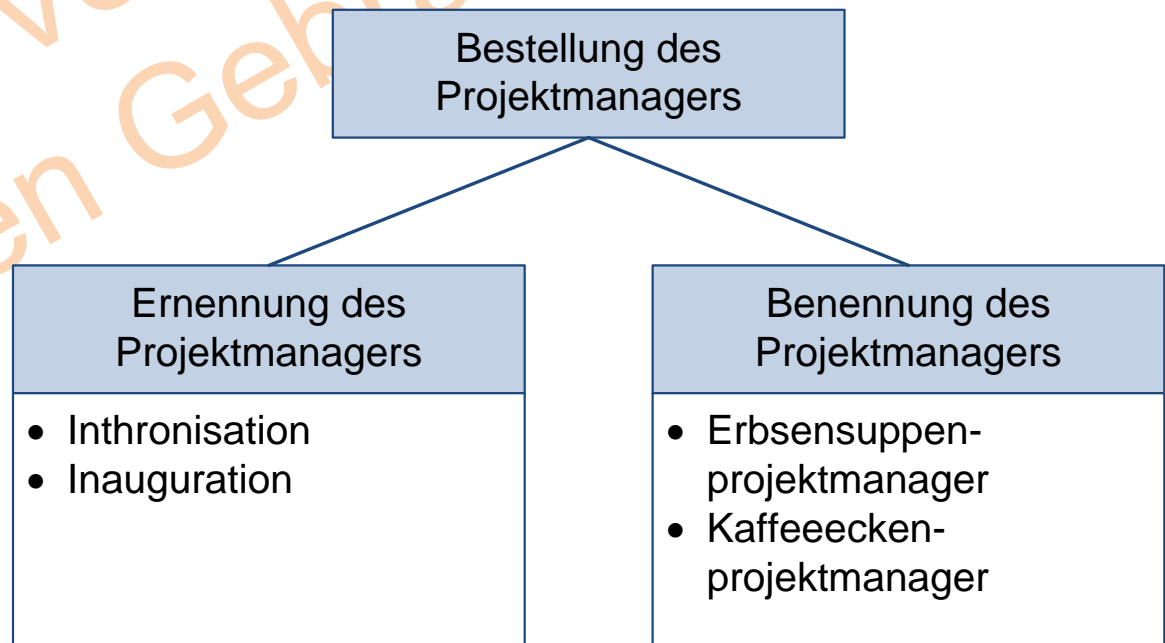 Bestellung des
Projektmanagers
Ernennung des
Projektmanagers
• Inthronisation
• Inauguration
Benennung des
Projektmanagers
• Erbsensuppen-
projektmanager
• Kaffeeecken-
projektmanager